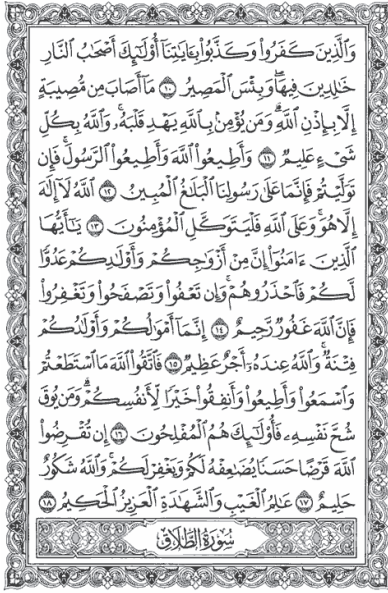 وَٱلَّذِينَ كَفَرُوا۟ وَكَذَّبُوا۟ بِـَٔايَٰتِنَآ أُو۟لَٰٓئِكَ أَصْحَٰبُ ٱلنَّارِ
خَٰلِدِينَ فِيهَا ۖ وَبِئْسَ ٱلْمَصِيرُ ١٠ مَآ أَصَابَ مِن مُّصِيبَةٍ
إِلَّا بِإِذْنِ ٱللَّهِ ۗ وَمَن يُؤْمِنۢ بِٱللَّهِ يَهْدِ قَلْبَهُۥ ۚ وَٱللَّهُ بِكُلِّ
شَىْءٍ عَلِيمٌ ١١ وَأَطِيعُوا۟ ٱللَّهَ وَأَطِيعُوا۟ ٱلرَّسُولَ ۚ فَإِن
تَوَلَّيْتُمْ فَإِنَّمَا عَلَىٰ رَسُولِنَا ٱلْبَلَٰغُ ٱلْمُبِينُ ١٢ ٱللَّهُ لَآ إِلَٰهَ
إِلَّا هُوَ ۚ وَعَلَى ٱللَّهِ فَلْيَتَوَكَّلِ ٱلْمُؤْمِنُونَ ١٣ يَٰٓأَيُّهَا
ٱلَّذِينَ ءَامَنُوٓا۟ إِنَّ مِنْ أَزْوَٰجِكُمْ وَأَوْلَٰدِكُمْ عَدُوًّا
لَّكُمْ فَٱحْذَرُوهُمْ ۚ وَإِن تَعْفُوا۟ وَتَصْفَحُوا۟ وَتَغْفِرُوا۟
فَإِنَّ ٱللَّهَ غَفُورٌ رَّحِيمٌ ١٤ إِنَّمَآ أَمْوَٰلُكُمْ وَأَوْلَٰدُكُمْ
فِتْنَةٌ ۚ وَٱللَّهُ عِندَهُۥٓ أَجْرٌ عَظِيمٌ ١٥ فَٱتَّقُوا۟ ٱللَّهَ مَا ٱسْتَطَعْتُمْ
وَٱسْمَعُوا۟ وَأَطِيعُوا۟ وَأَنفِقُوا۟ خَيْرًا لِّأَنفُسِكُمْ ۗ وَمَن يُوقَ
شُحَّ نَفْسِهِۦ فَأُو۟لَٰٓئِكَ هُمُ ٱلْمُفْلِحُونَ ١٦ إِن تُقْرِضُوا۟
ٱللَّهَ قَرْضًا حَسَنًا يُضَٰعِفْهُ لَكُمْ وَيَغْفِرْ لَكُمْ ۚ وَٱللَّهُ شَكُورٌ
حَلِيمٌ ١٧ عَٰلِمُ ٱلْغَيْبِ وَٱلشَّهَٰدَةِ ٱلْعَزِيزُ ٱلْحَكِيمُ ١٨
سُورَةُ ٱلطَّلَاقِ